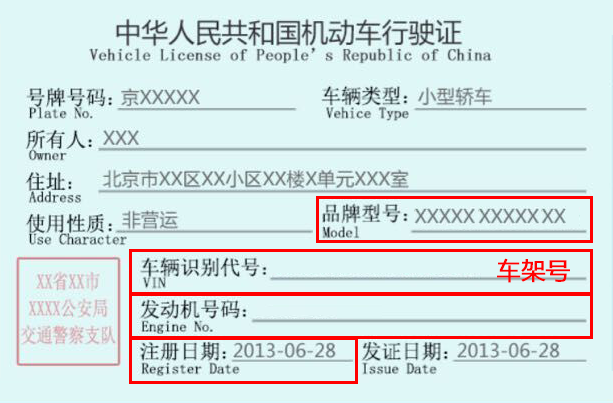 中华人民共和国机动车行驶证
Vehicle License of People's Republic of China
号牌号码: 京XXXXX 车辆类型: 小型轿车
Plate No. Vehice Type
所有人: XXX
Owner
住址: 北京市XX区XX小区XX楼X单元XXX室
Address
使用性质: 非营运 品牌型号: XXXXX XXXXX XX
Use Character Model
车辆识别代号: 车架号
VIN
发动机号码:
Engine No.
XX省XX市
XXXX公安局
交通警察支队
注册日期: 2013-06-28 发证日期: 2013-06-28
Register Date Issue Date